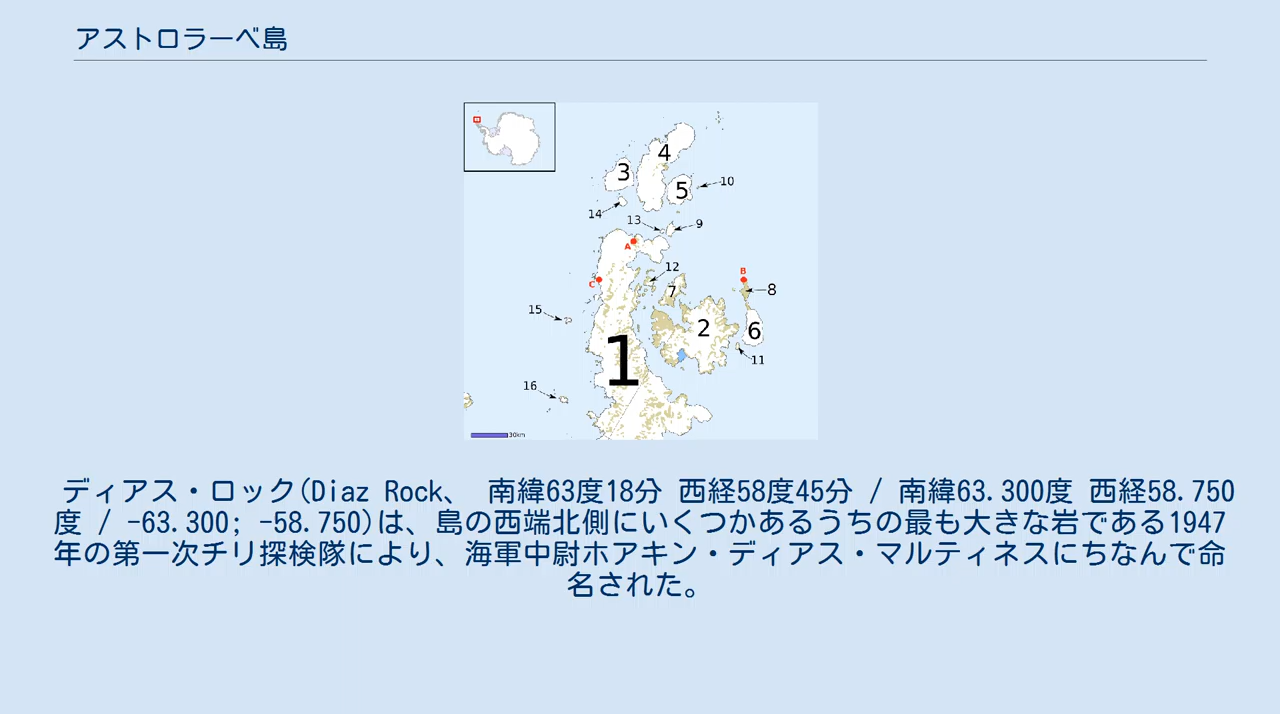 アストロラーベ島
4
3
5
10
14
13
9
A
12
B
C
7
8
15
2
6
1
11
16
30km
ディアス・ロック(Diaz Rock、 南緯63度18分 西経58度45分 / 南緯63.300度 西経58.750
度 / -63.300; -58.750)は、島の西端北側にいくつかあるうちの最も大きな岩である1947
年の第一次チリ探検隊により、海軍中尉ホアキン・ディアス・マルティネスにちなんで命
名された。